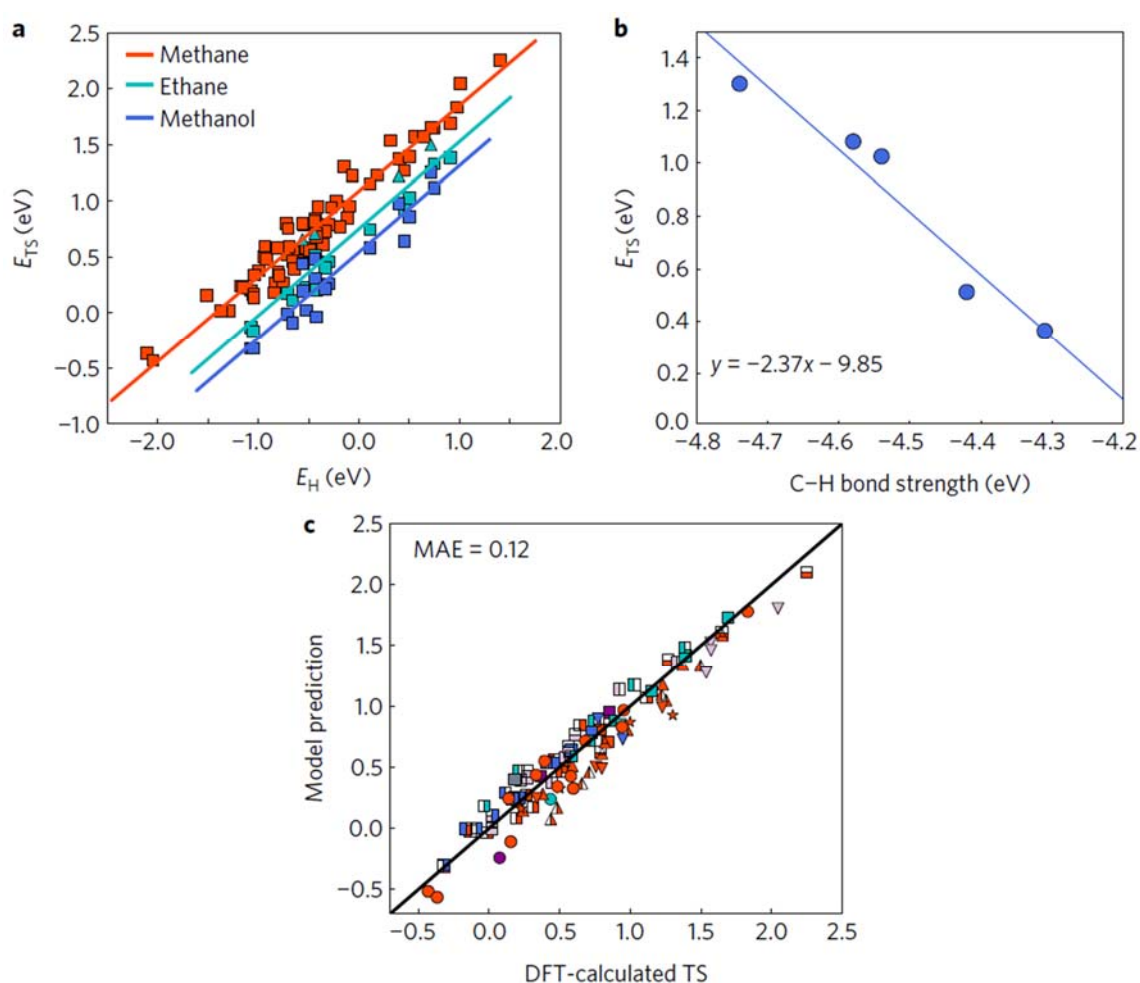 a
2.5
2.0
1.5
1.0
0.5
0.0
−0.5
−1.0
E_TS (eV)
Methane
Ethane
Methanol
−2.0 −1.0 0.0 1.0 2.0
E_H (eV)
b
1.4
1.2
1.0
0.8
0.6
0.4
0.2
0.0
E_TS (eV)
y = −2.37x − 9.85
−4.8 −4.7 −4.6 −4.5 −4.4 −4.3 −4.2
C–H bond strength (eV)
c
2.5
2.0
1.5
1.0
0.5
0.0
−0.5
Model prediction
MAE = 0.12
−0.5 0.0 0.5 1.0 1.5 2.0 2.5
DFT-calculated TS